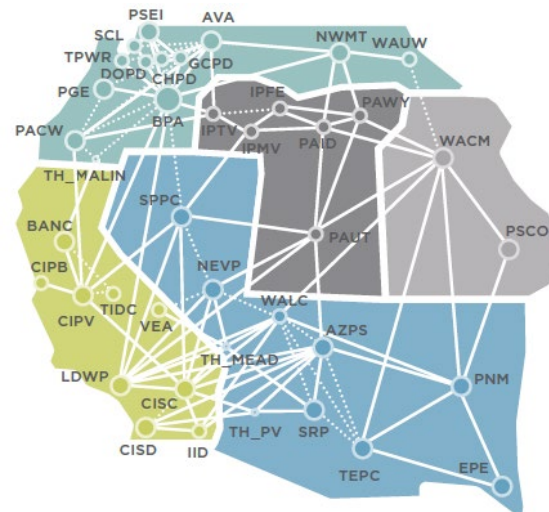 PSEI
AVA
SCL
NWMT
WAUW
TPWR
GCPD
DOPD
CHPD
PGE
IPFE
PAWY
BPA
IPTV
PACW
IPMV
PAID
WACM
TH_MALIN
SPPC
BANC
PAUT
PSCO
CIPB
NEVP
TIDC
WALC
CIPV
VEA
AZPS
TH_MEAD
LDWP
PNM
CISC
TH_PV
SRP
CISD
IID
TEPC
EPE